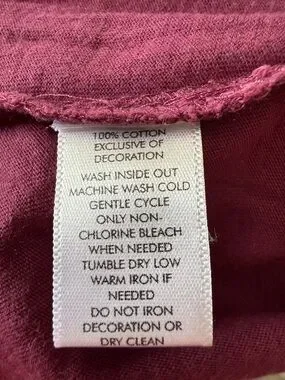 100% COTTON
EXCLUSIVE OF
DECORATION
WASH INSIDE OUT
MACHINE WASH COLD
GENTLE CYCLE
ONLY NON-
CHLORINE BLEACH
WHEN NEEDED
TUMBLE DRY LOW
WARM IRON IF
NEEDED
DO NOT IRON
DECORATION OR
DRY CLEAN